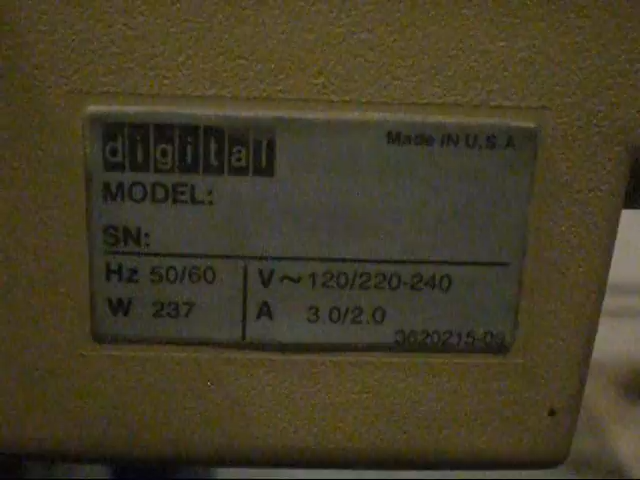 digital
Made IN U.S.A
MODEL:
SN:
Hz 50/60 V~120/220-240
W 237 A 3.0/2.0